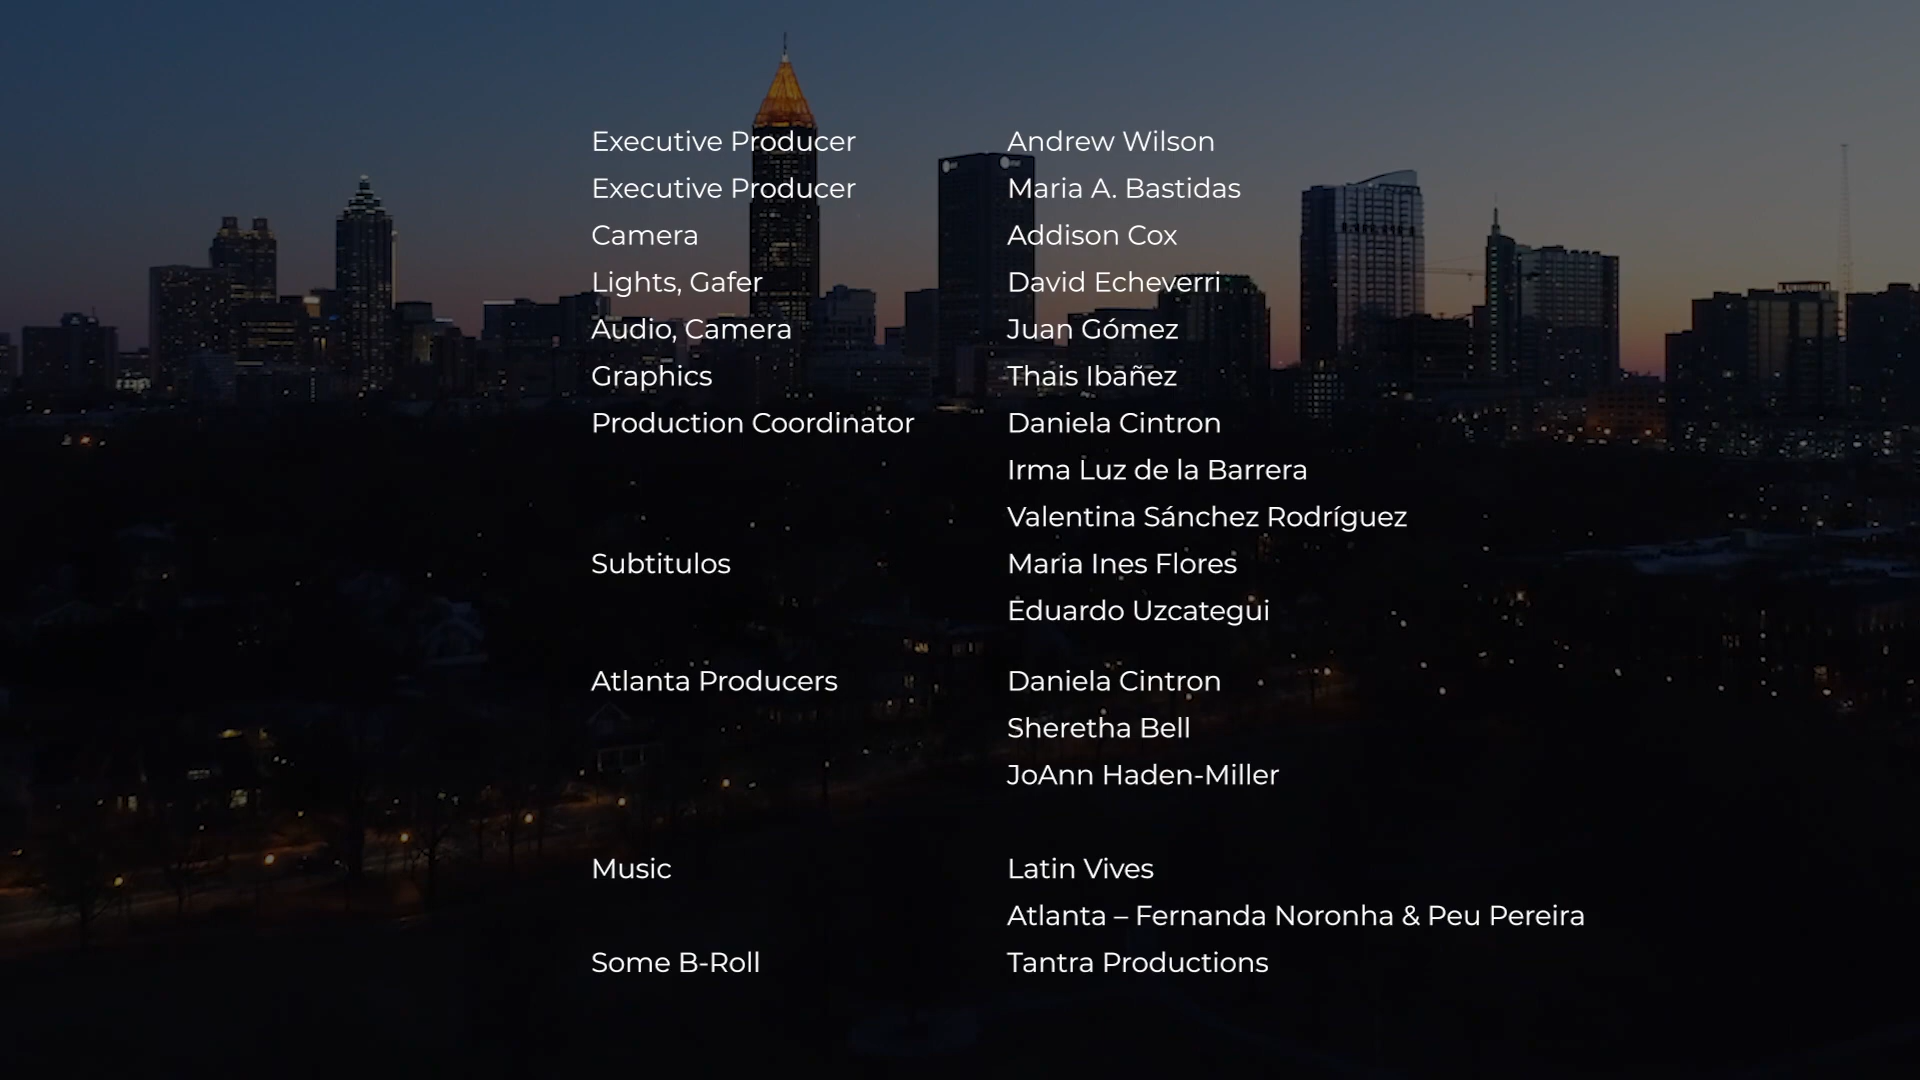 Executive Producer Andrew Wilson
Executive Producer Maria A. Bastidas
Camera Addison Cox
Lights, Gafer David Echeverri
Audio, Camera Juan Gómez
Graphics Thais Ibañez
Production Coordinator Daniela Cintron
Irma Luz de la Barrera
Valentina Sánchez Rodríguez
Subtitulos Maria Ines Flores
Eduardo Uzcategui
Atlanta Producers Daniela Cintron
Sheretha Bell
JoAnn Haden-Miller
Music Latin Vives
Atlanta – Fernanda Noronha & Peu Pereira
Some B-Roll Tantra Productions